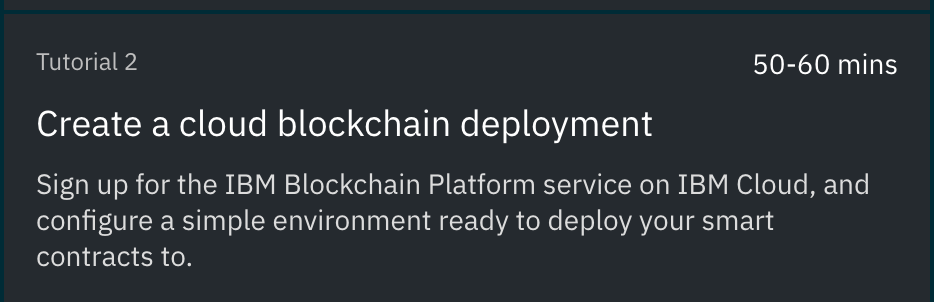 Tutorial 2
50-60 mins
Create a cloud blockchain deployment
Sign up for the IBM Blockchain Platform service on IBM Cloud, and
configure a simple environment ready to deploy your smart
contracts to.